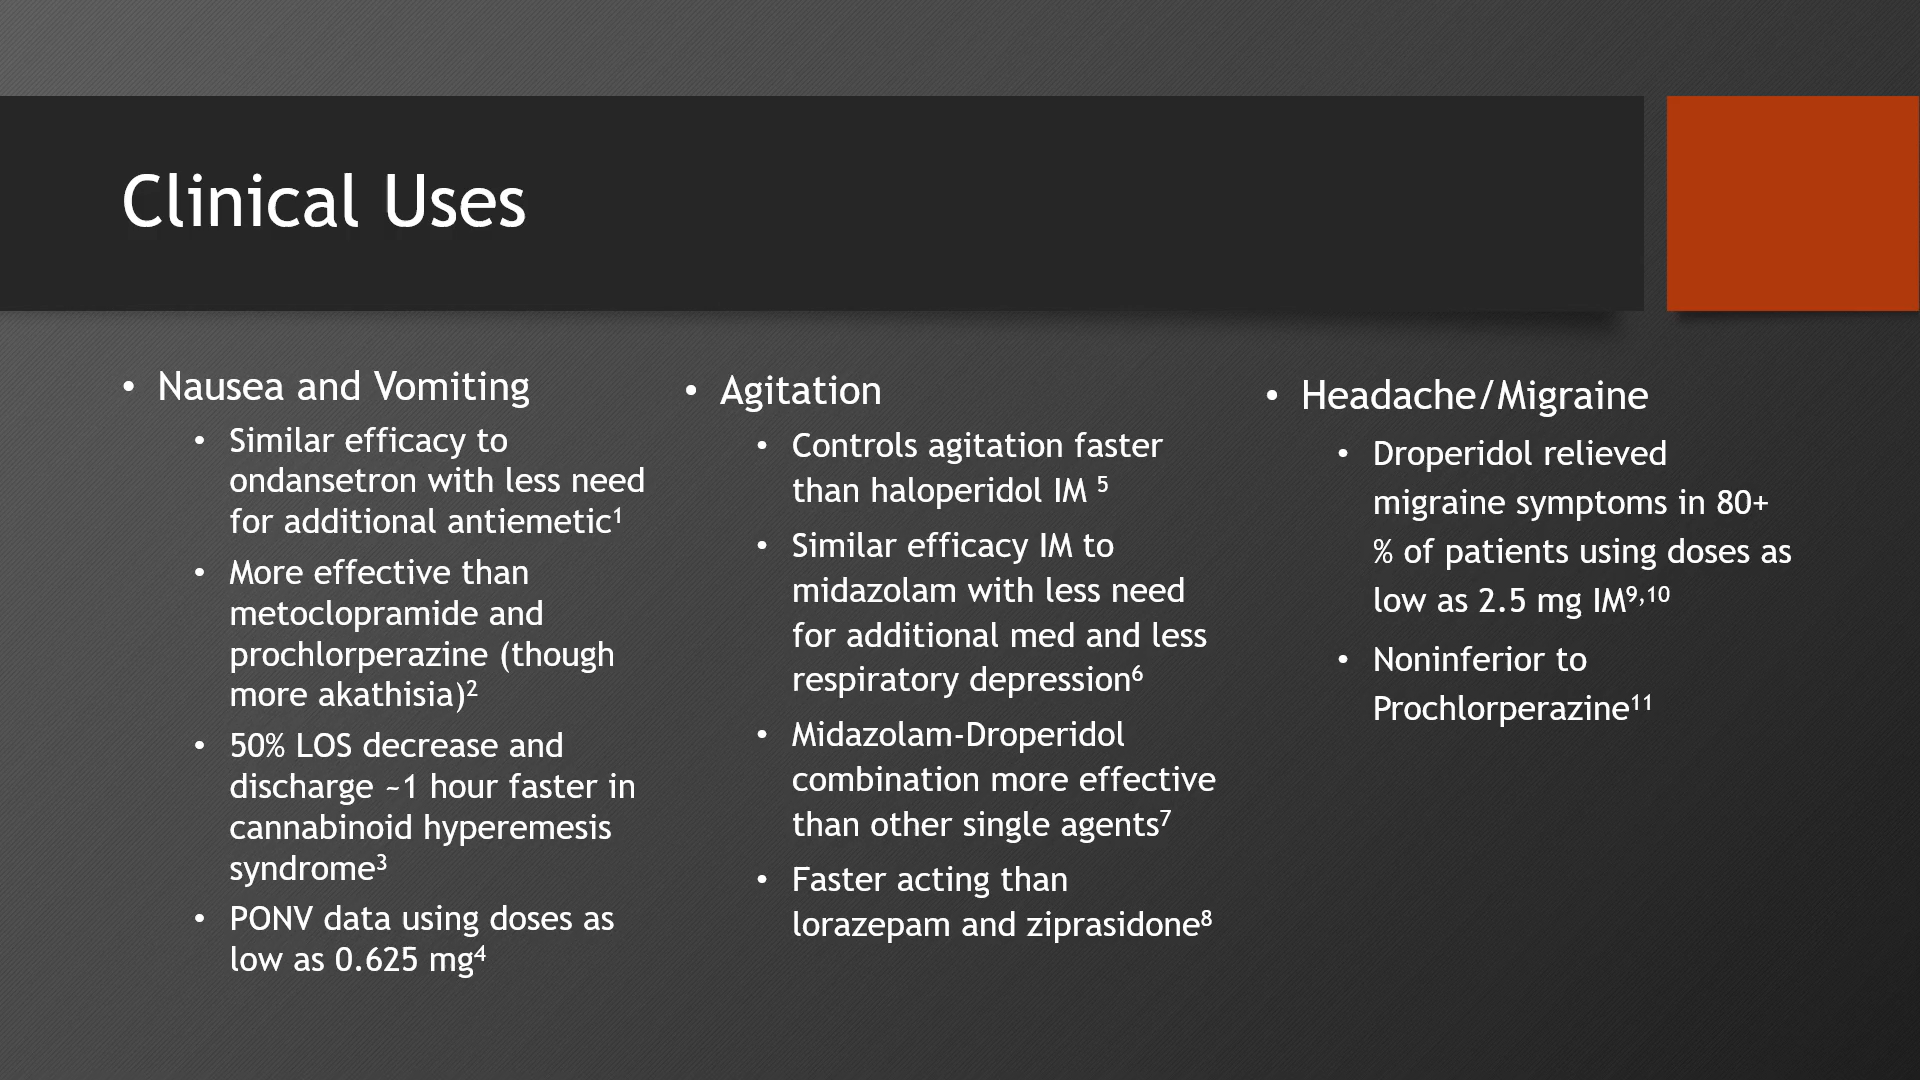 Clinical Uses
• Nausea and Vomiting
• Similar efficacy to
ondansetron with less need
for additional antiemetic¹
• More effective than
metoclopramide and
prochlorperazine (though
more akathisia)²
• 50% LOS decrease and
discharge ~1 hour faster in
cannabinoid hyperemesis
syndrome³
• PONV data using doses as
low as 0.625 mg⁴
• Agitation
• Controls agitation faster
than haloperidol IM ⁵
• Similar efficacy IM to
midazolam with less need
for additional med and less
respiratory depression⁶
• Midazolam-Droperidol
combination more effective
than other single agents⁷
• Faster acting than
lorazepam and ziprasidone⁸
• Headache/Migraine
• Droperidol relieved
migraine symptoms in 80+
% of patients using doses as
low as 2.5 mg IM⁹,¹⁰
• Noninferior to
Prochlorperazine¹¹